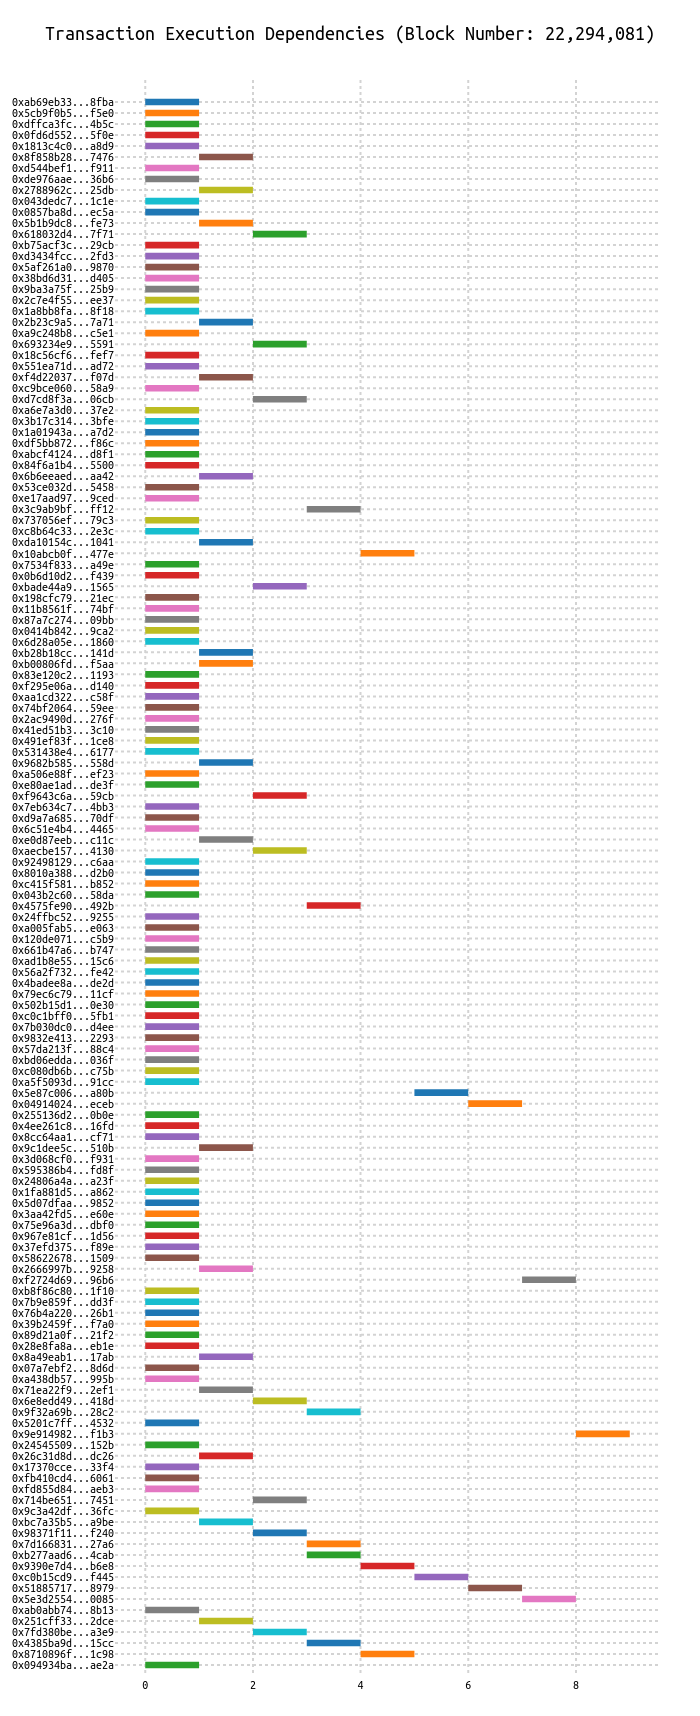 Transaction Execution Dependencies (Block Number: 22,294,081)
0xab69eb33...8fba
0x5cb9f0b5...f5e0
0xdffca3fc...4b5c
0x0fd6d552...5f0e
0x1813c4c0...a8d9
0x8f858b28...7476
0xd544bef1...f911
0xde976aae...36b6
0x2788962c...25db
0x043dedc7...1c1e
0x0857ba8d...ec5a
0x5b1b9dc8...fe73
0x618032d4...7f71
0xb75acf3c...29cb
0xd3434fcc...2fd3
0x5af261a0...9870
0x38bd6d31...d405
0x9ba3a75f...25b9
0x2c7e4f55...ee37
0x1a8bb8fa...8f18
0x2b23c9a5...7a71
0xa9c248b8...c5e1
0x693234e9...5591
0x18c56cf6...fef7
0x551ea71d...ad72
0xf4d22037...f07d
0xc9bce060...58a9
0xd7cd8f3a...06cb
0xa6e7a3d0...37e2
0x3b17c314...3bfe
0x1a01943a...a7d2
0xdf5bb872...f86c
0xabcf4124...d8f1
0x84f6a1b4...5500
0x6b6eeaed...aa42
0x53ce032d...5458
0xe17aad97...9ced
0x3c9ab9bf...ff12
0x737056ef...79c3
0xc8b64c33...2e3c
0xda10154c...1041
0x10abcb0f...477e
0x7534f833...a49e
0x0b6d10d2...f439
0xbade44a9...1565
0x198cfc79...21ec
0x11b8561f...74bf
0x87a7c274...09bb
0x0414b842...9ca2
0x6d28a05e...1860
0xb28b18cc...141d
0xb00806fd...f5aa
0x83e120c2...1193
0xf295e06a...d140
0xaa1cd322...c58f
0x74bf2064...59ee
0x2ac9490d...276f
0x41ed51b3...3c10
0x491ef83f...1ce8
0x531438e4...6177
0x9682b585...558d
0xa506e88f...ef23
0xe80ae1ad...de3f
0xf9643c6a...59cb
0x7eb634c7...4bb3
0xd9a7a685...70df
0x6c51e4b4...4465
0xe0d87eeb...c11c
0xaecbe157...4130
0x92498129...c6aa
0x8010a388...d2b0
0xc415f581...b852
0x043b2c60...58da
0x4575fe90...492b
0x24ffbc52...9255
0xa005fab5...e063
0x120de071...c5b9
0x661b47a6...b747
0xad1b8e55...15c6
0x56a2f732...fe42
0x4badee8a...de2d
0x79ec6c79...11cf
0x502b15d1...0e30
0xc0c1bff0...5fb1
0x7b030dc0...d4ee
0x9832e413...2293
0x57da213f...88c4
0xbd06edda...036f
0xc080db6b...c75b
0xa5f5093d...91cc
0x5e87c006...a80b
0x04914024...eceb
0x255136d2...0b0e
0x4ee261c8...16fd
0x8cc64aa1...cf71
0x9c1dee5c...510b
0x3d068cf0...f931
0x595386b4...fd8f
0x24806a4a...a23f
0x1fa881d5...a862
0x5d07dfaa...9852
0x3aa42fd5...e60e
0x75e96a3d...dbf0
0x967e81cf...1d56
0x37efd375...f89e
0x58622678...1509
0x2666997b...9258
0xf2724d69...96b6
0xb8f86c80...1f10
0x7b9e859f...dd3f
0x76b4a220...26b1
0x39b2459f...f7a0
0x89d21a0f...21f2
0x28e8fa8a...eb1e
0x8a49eab1...17ab
0x07a7ebf2...8d6d
0xa438db57...995b
0x71ea22f9...2ef1
0x6e8edd49...418d
0x9f32a69b...28c2
0x5201c7ff...4532
0x9e914982...f1b3
0x24545509...152b
0x26c31d8d...dc26
0x17370cce...33f4
0xfb410cd4...6061
0xfd855d84...aeb3
0x714be651...7451
0x9c3a42df...36fc
0xbc7a35b5...a9be
0x98371f11...f240
0x7d166831...27a6
0xb277aad6...4cab
0x9390e7d4...b6e8
0xc0b15cd9...f445
0x51885717...8979
0x5e3d2554...0085
0xab0abb74...8b13
0x251cff33...2dce
0x7fd380be...a3e9
0x4385ba9d...15cc
0x8710896f...1c98
0x094934ba...ae2a
0 2 4 6 8